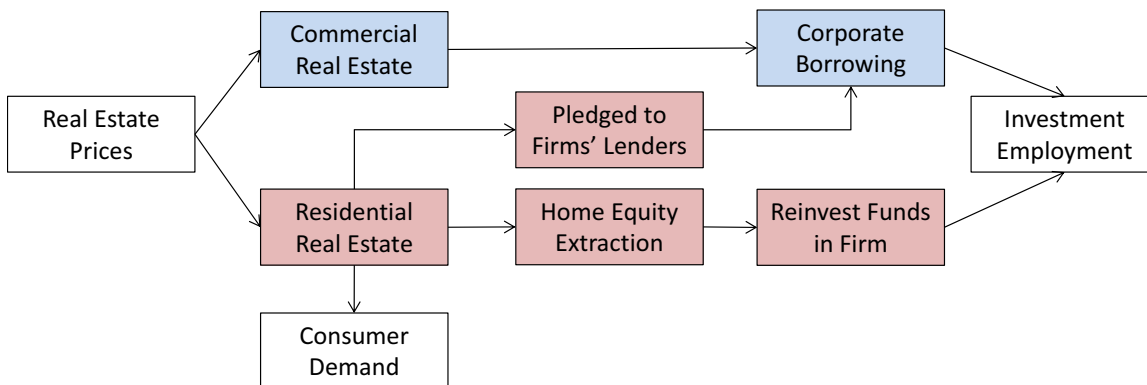 Commercial
Real Estate
Corporate
Borrowing
Real Estate
Prices
Pledged to
Firms’ Lenders
Investment
Employment
Residential
Real Estate
Home Equity
Extraction
Reinvest Funds
in Firm
Consumer
Demand